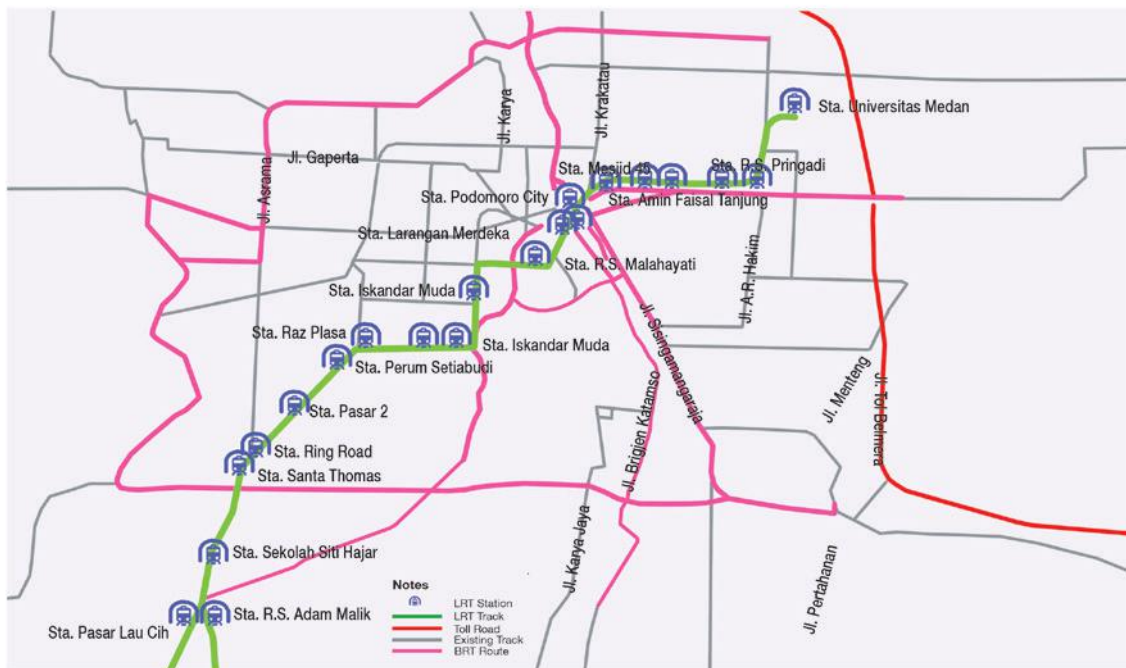 Sta. Universitas Medan
Jl. Krakatau
Jl. Karya
Jl. Gaperta
Sta. Mesjid 45
Sta. R.S. Pringadi
Sta. Podomoro City
Sta. Amin Faisal Tanjung
Jl. Asrama
Sta. Larangan Merdeka
Sta. R.S. Malahayati
Jl. A.R. Hakim
Sta. Iskandar Muda
Jl. Sisingamangaraja
Sta. Raz Plasa
Sta. Iskandar Muda
Sta. Perum Setiabudi
Jl. Menteng
Jl. Tol Belmera
Sta. Pasar 2
Jl. Brigjen Katamso
Sta. Ring Road
Sta. Santa Thomas
Sta. Sekolah Siti Hajar
Jl. Karya Jaya
Jl. Pertahanan
Sta. R.S. Adam Malik
Sta. Pasar Lau Cih
Notes
LRT Station
LRT Track
Toll Road
Existing Track
BRT Route